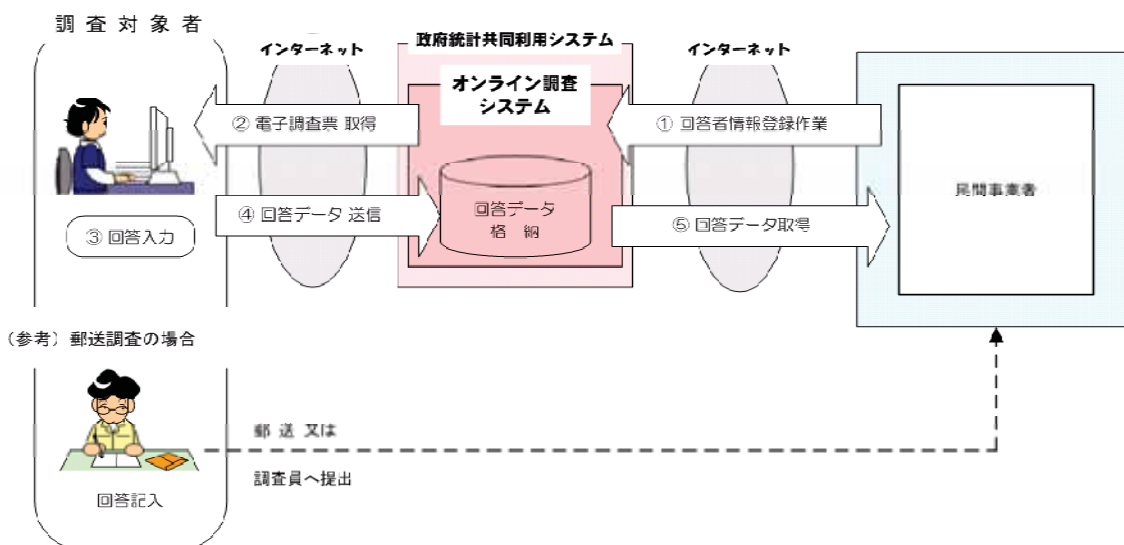 調査対象者
インターネット
政府統計共同利用システム
インターネット
オンライン調査
システム
② 電子調査票 取得
① 回答者情報登録作業
民間事業者
③ 回答入力
④ 回答データ 送信
回答データ
格 納
⑤ 回答データ取得
(参考) 郵送調査の場合
郵 送 又は
調査員へ提出
回答記入